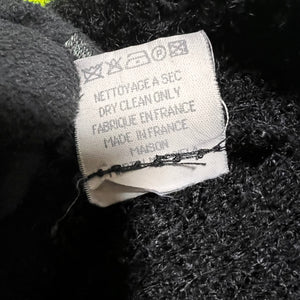 NETTOYAGE A SEC
DRY CLEAN ONLY
FABRIQUE EN FRANCE
MADE IN FRANCE
MAISON